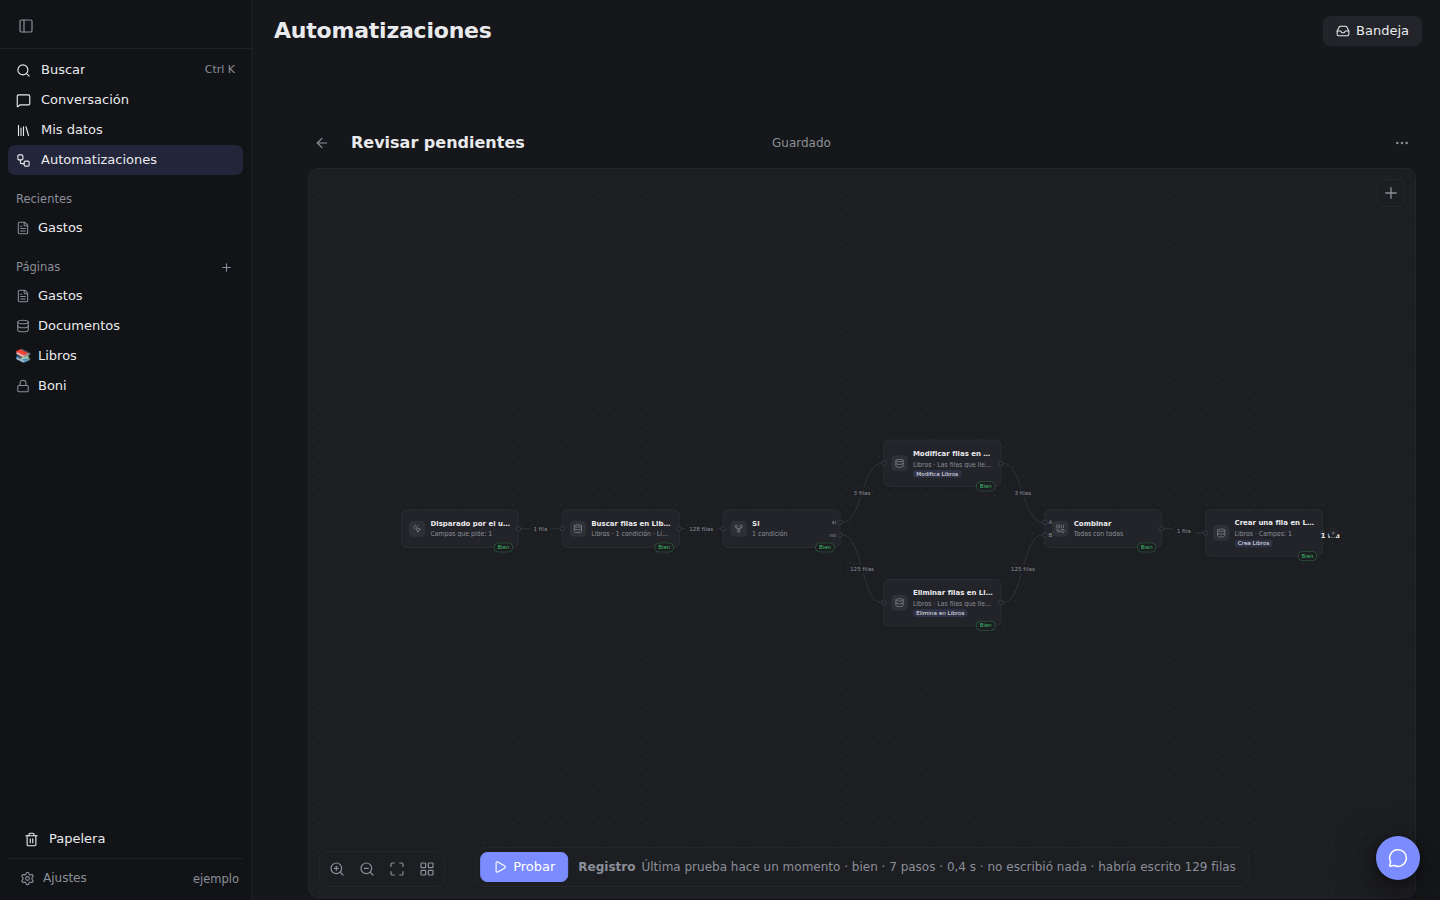 Automatizaciones
Bandeja
Buscar
Ctrl K
Conversación
Mis datos
Automatizaciones
Recientes
Gastos
Páginas
Gastos
Documentos
📚 Libros
Boni
Papelera
Ajustes
ejemplo
Revisar pendientes
Guardado
Disparado por el u...
Campos que pide: 1
Bien
1 fila
Buscar filas en Lib...
Libros · 1 condición · Li...
Bien
128 filas
Si
1 condición
sí
no
Bien
3 filas
125 filas
Modificar filas en ...
Libros · Las filas que lle...
Modifica Libros
Bien
Eliminar filas en Li...
Libros · Las filas que lle...
Elimina en Libros
Bien
3 filas
125 filas
A
B
Combinar
Todas con todas
Bien
1 fila
Crear una fila en L...
Libros · Campos: 1
Crea Libros
Bien
Probar
Registro Última prueba hace un momento · bien · 7 pasos · 0,4 s · no escribió nada · habría escrito 129 filas